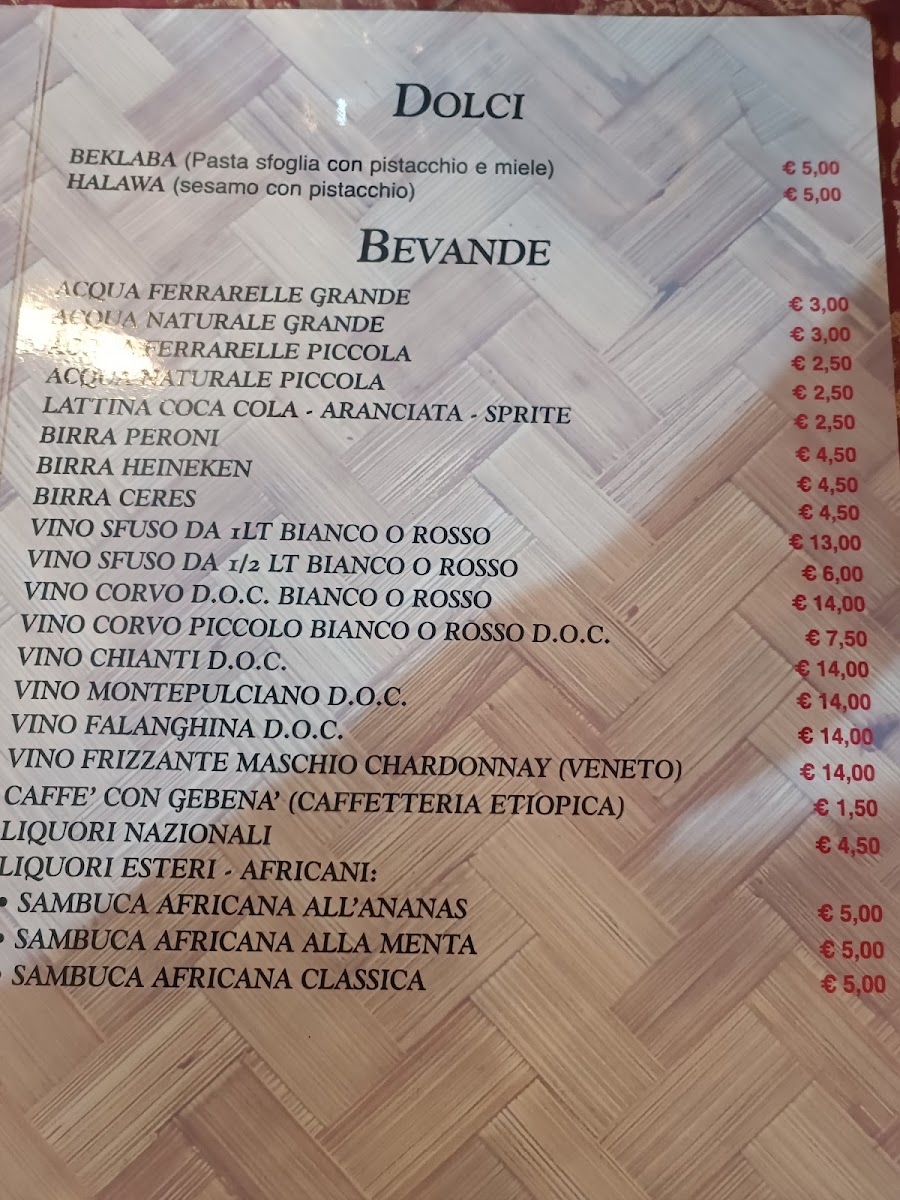 DOLCI
BEKLABA (Pasta sfoglia con pistacchio e miele) € 5,00
HALAWA (sesamo con pistacchio) € 5,00
BEVANDE
ACQUA FERRARELLE GRANDE € 3,00
ACQUA NATURALE GRANDE € 3,00
ACQUA FERRARELLE PICCOLA € 2,50
ACQUA NATURALE PICCOLA € 2,50
LATTINA COCA COLA - ARANCIATA - SPRITE € 2,50
BIRRA PERONI € 4,50
BIRRA HEINEKEN € 4,50
BIRRA CERES € 4,50
VINO SFUSO DA 1LT BIANCO O ROSSO € 13,00
VINO SFUSO DA 1/2 LT BIANCO O ROSSO € 6,00
VINO CORVO D.O.C. BIANCO O ROSSO € 14,00
VINO CORVO PICCOLO BIANCO O ROSSO D.O.C. € 7,50
VINO CHIANTI D.O.C. € 14,00
VINO MONTEPULCIANO D.O.C. € 14,00
VINO FALANGHINA D.O.C. € 14,00
VINO FRIZZANTE MASCHIO CHARDONNAY (VENETO) € 14,00
CAFFE' CON GEBENA' (CAFFETTERIA ETIOPICA) € 1,50
LIQUORI NAZIONALI € 4,50
LIQUORI ESTERI - AFRICANI:
• SAMBUCA AFRICANA ALL'ANANAS € 5,00
• SAMBUCA AFRICANA ALLA MENTA € 5,00
• SAMBUCA AFRICANA CLASSICA € 5,00